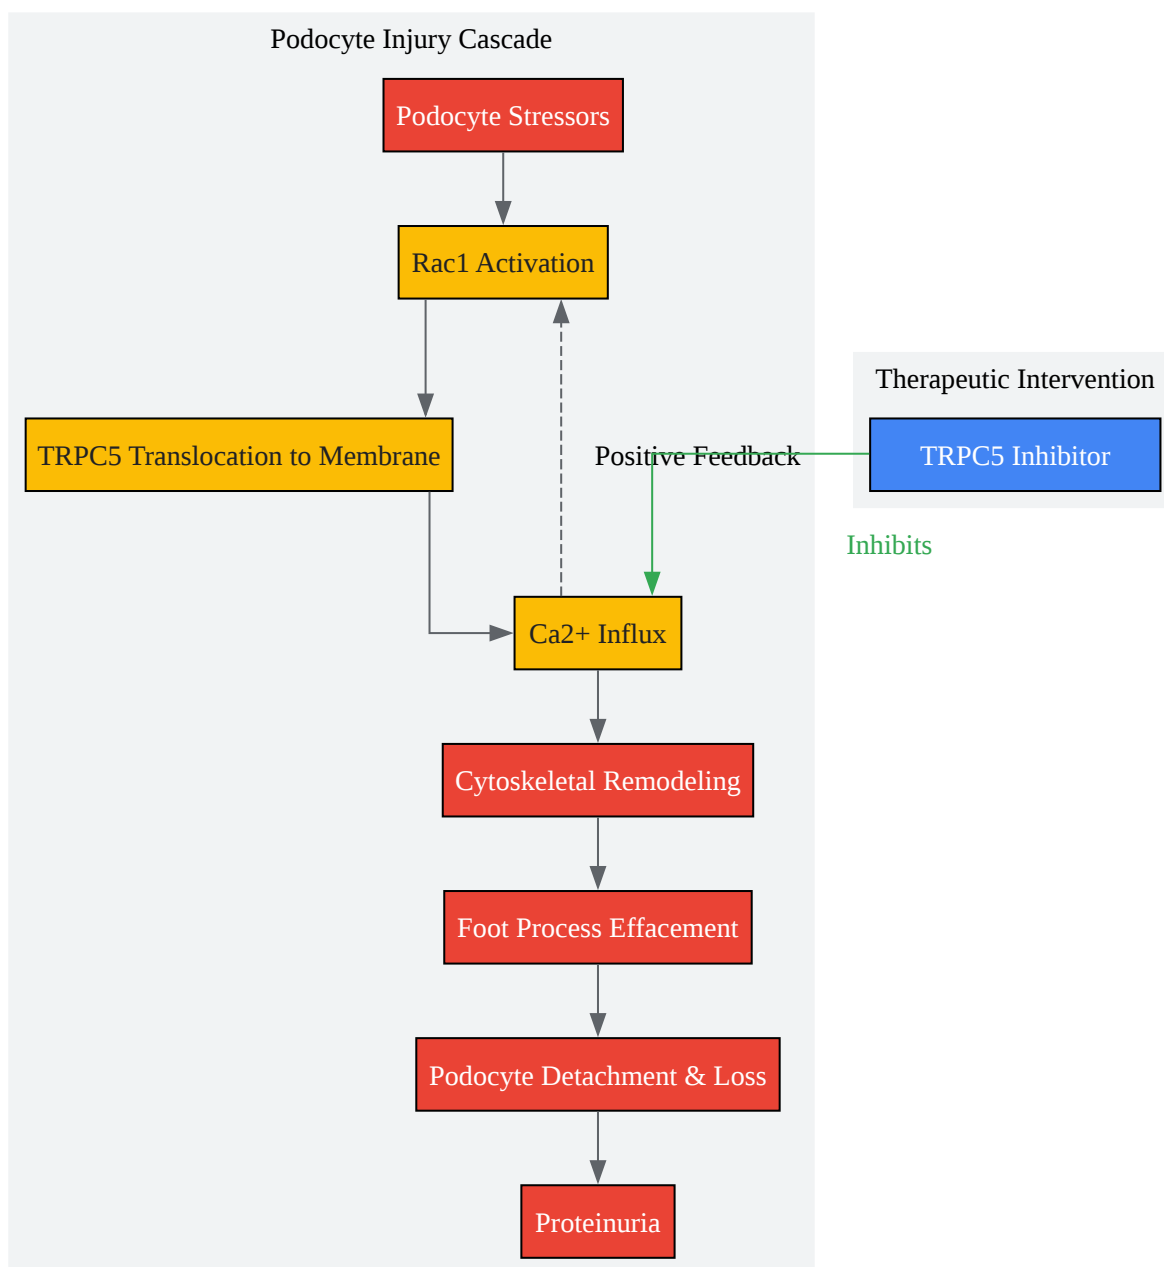 Podocyte Injury Cascade
Podocyte Stressors
Rac1 Activation
Therapeutic Intervention
TRPC5 Translocation to Membrane
Positive Feedback
TRPC5 Inhibitor
Inhibits
Ca2+ Influx
Cytoskeletal Remodeling
Foot Process Effacement
Podocyte Detachment & Loss
Proteinuria